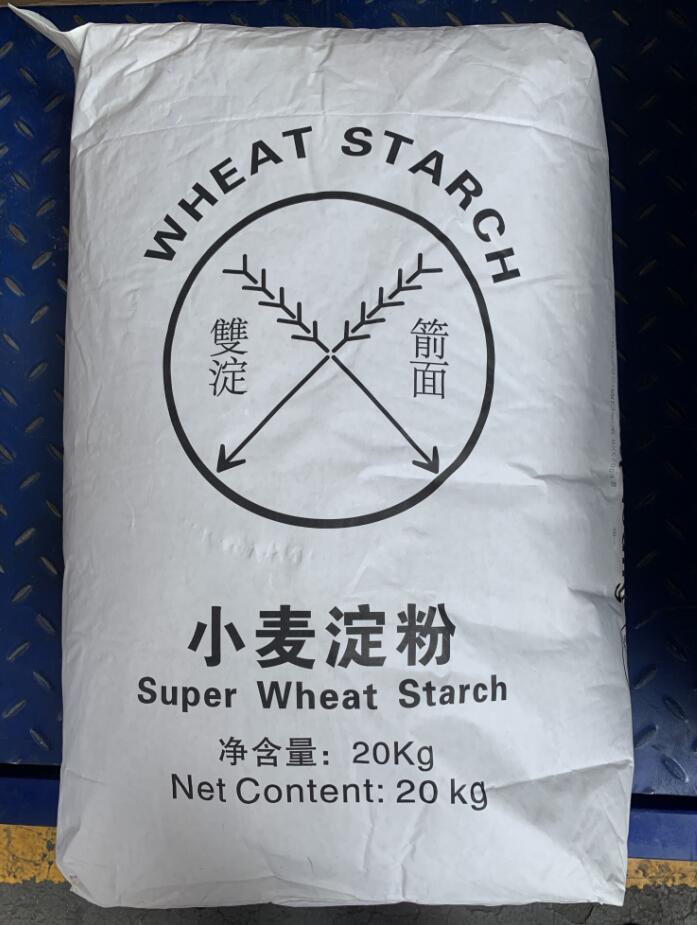 WHEAT STARCH
雙淀 箭面
小麦淀粉
Super Wheat Starch
净含量：20Kg
Net Content: 20 kg